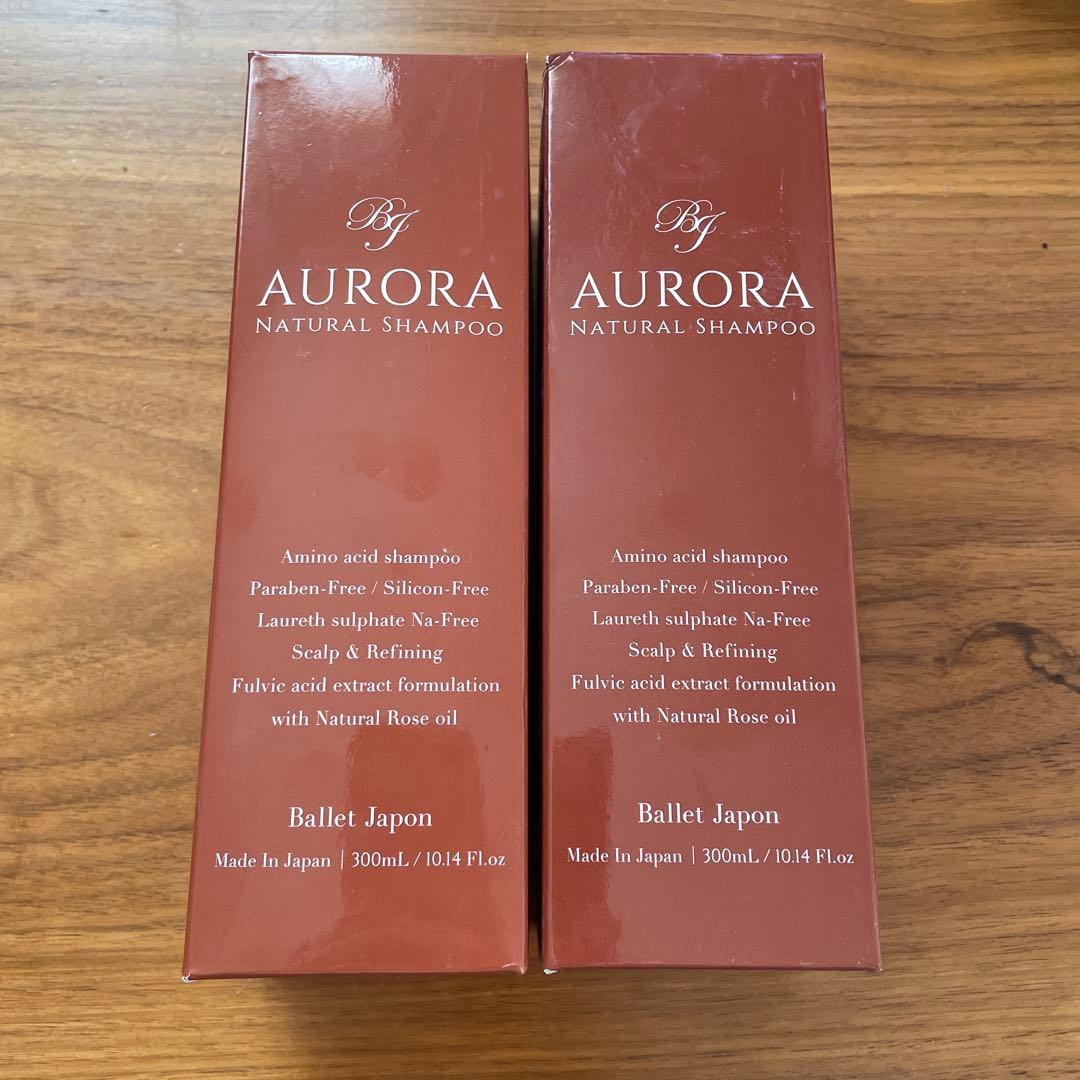 BJ
AURORA
NATURAL SHAMPOO
Amino acid shampoo
Paraben-Free / Silicon-Free
Laureth sulphate Na-Free
Scalp & Refining
Fulvic acid extract formulation
with Natural Rose oil
Ballet Japon
Made In Japan | 300mL / 10.14 Fl.oz
BJ
AURORA
NATURAL SHAMPOO
Amino acid shampoo
Paraben-Free / Silicon-Free
Laureth sulphate Na-Free
Scalp & Refining
Fulvic acid extract formulation
with Natural Rose oil
Ballet Japon
Made In Japan | 300mL / 10.14 Fl.oz